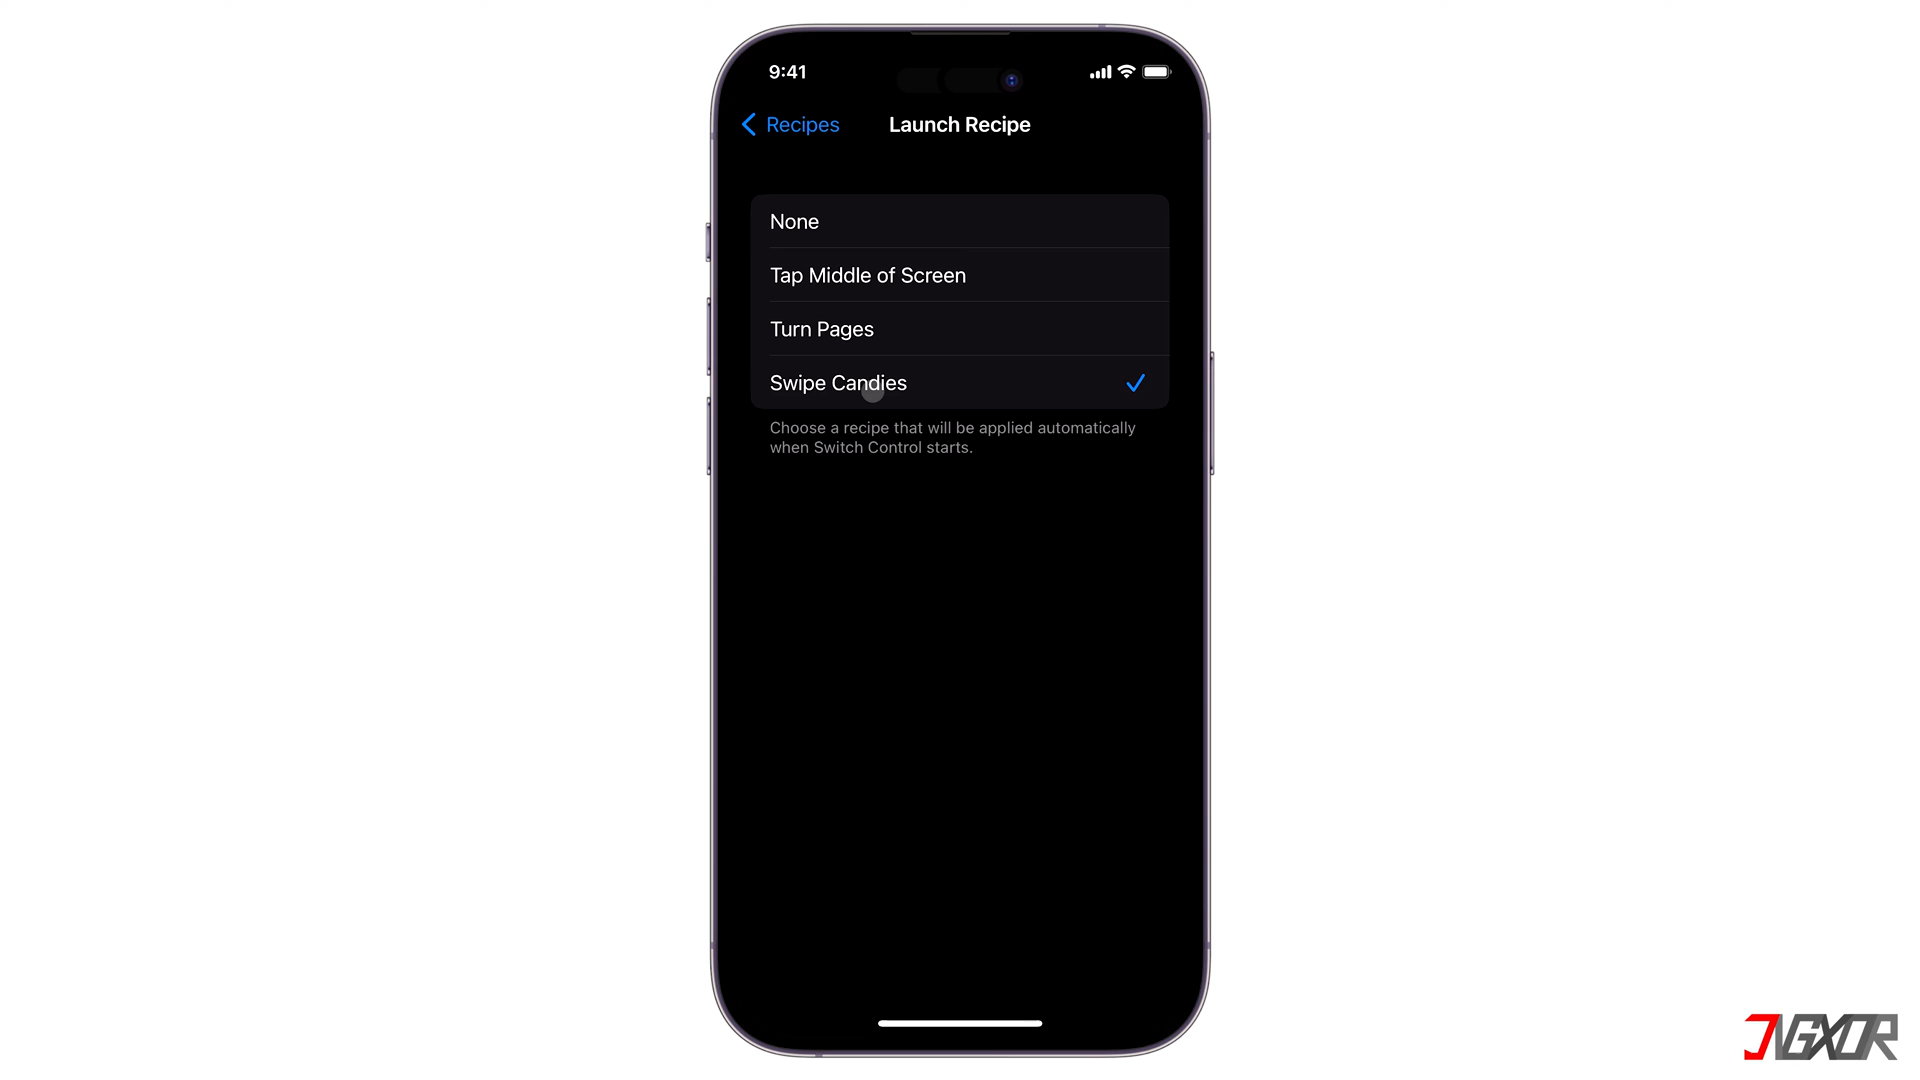 9:41
Recipes
Launch Recipe
None
Tap Middle of Screen
Turn Pages
Swipe Candies
Choose a recipe that will be applied automatically
when Switch Control starts.